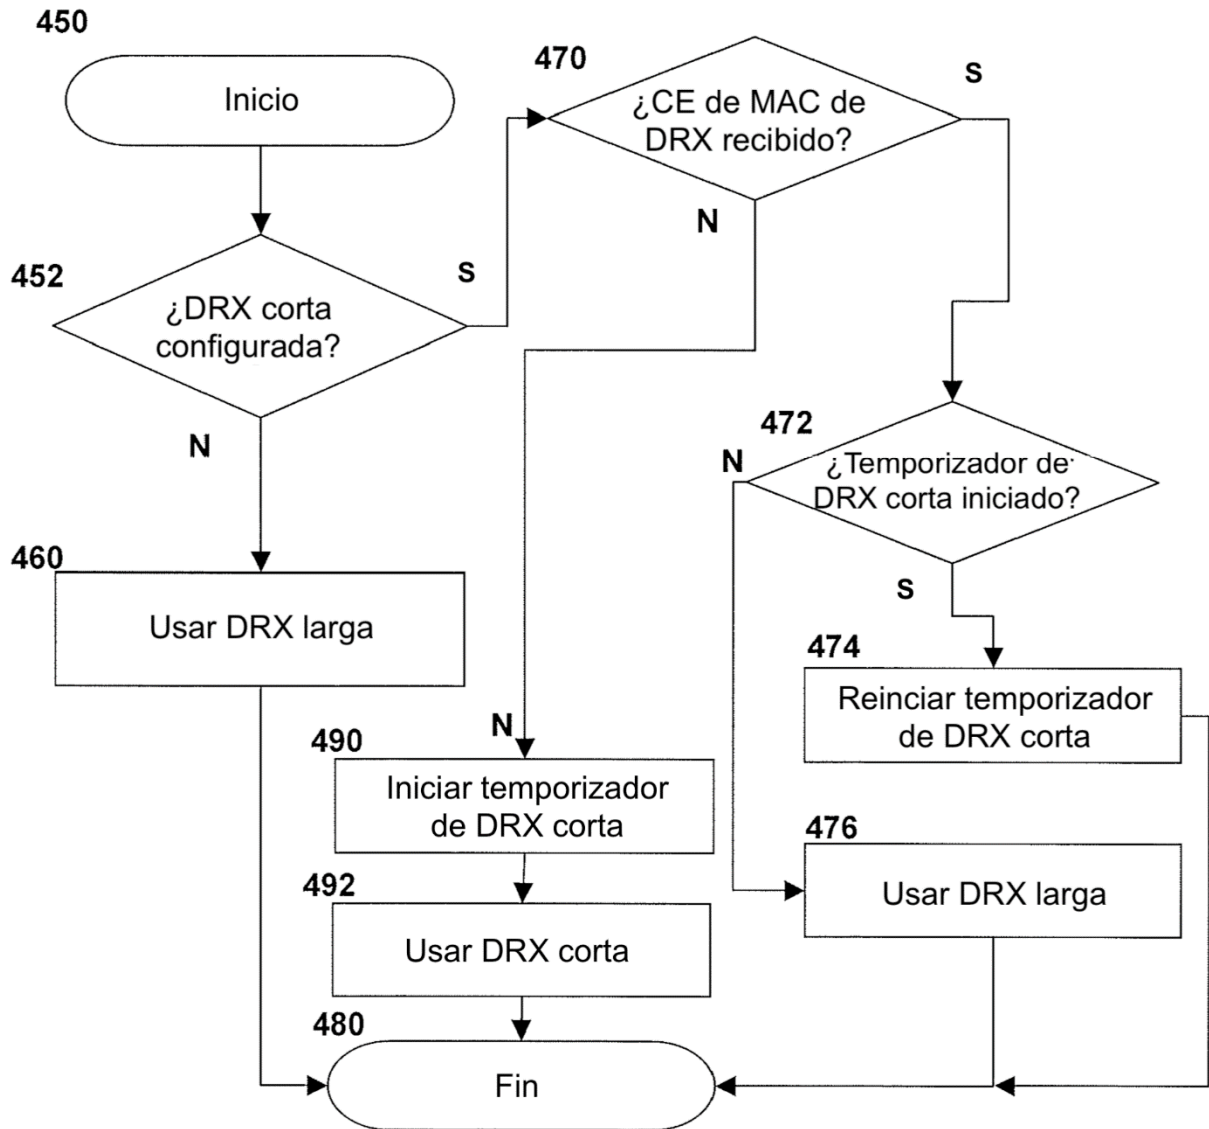 450
Inicio
470
¿CE de MAC de
DRX recibido?
S
N
452
¿DRX corta
configurada?
S
N
472
¿Temporizador de
DRX corta iniciado?
N
S
460
Usar DRX larga
474
Reinciar temporizador
de DRX corta
N
490
Iniciar temporizador
de DRX corta
476
Usar DRX larga
492
Usar DRX corta
480
Fin